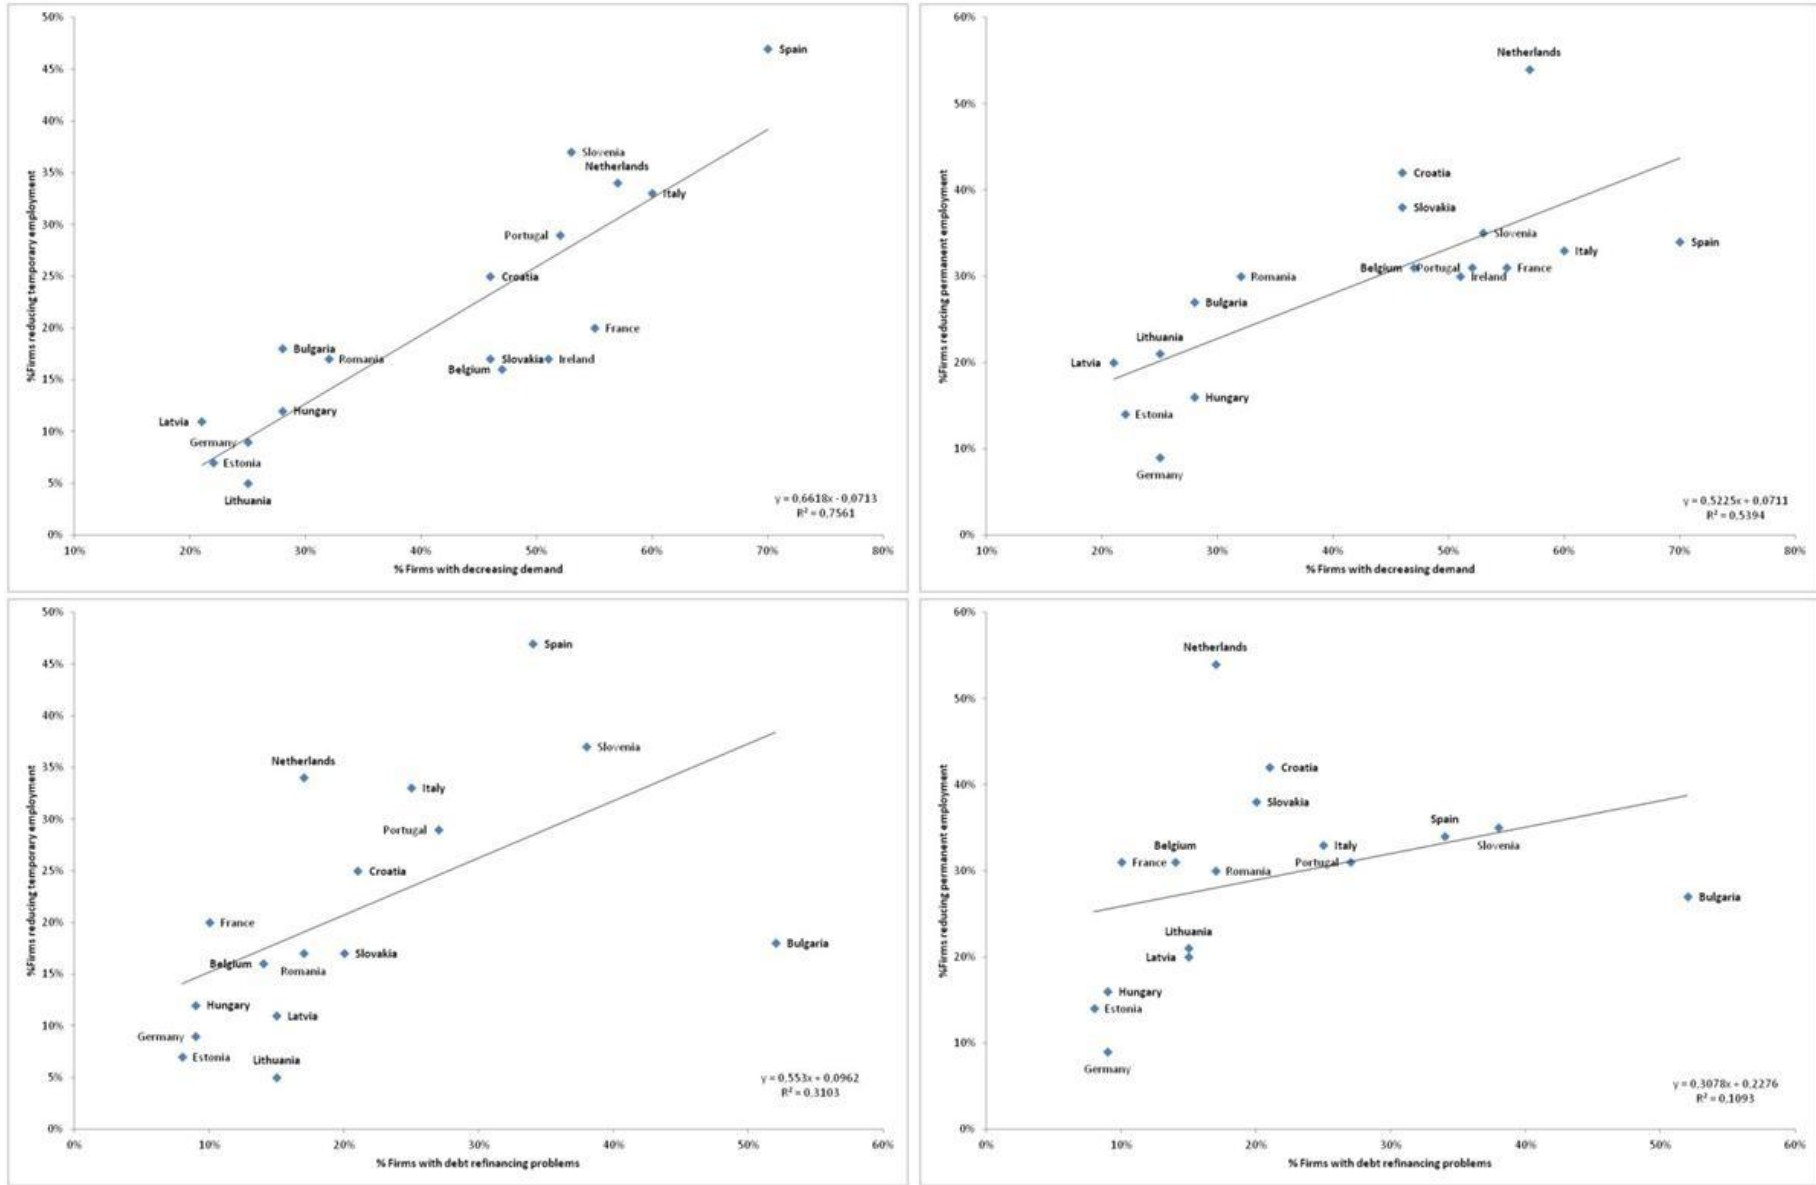 50%
45%
40%
35%
30%
25%
20%
15%
10%
5%
0%
%Firms reducing temporary employment
Spain
Slovenia
Netherlands
Italy
Portugal
Croatia
France
Bulgaria
Romania
Slovakia
Ireland
Belgium
Hungary
Latvia
Germany
Estonia
Lithuania
y = 0,6618x - 0,0713
R² = 0,7561
10% 20% 30% 40% 50% 60% 70% 80%
% Firms with decreasing demand
60%
50%
40%
30%
20%
10%
0%
%Firms reducing permanent employment
Netherlands
Croatia
Slovakia
Slovenia
Spain
Italy
Belgium
Portugal
France
Ireland
Romania
Bulgaria
Lithuania
Latvia
Hungary
Estonia
Germany
y = 0,5225x + 0,0711
R² = 0,5394
10% 20% 30% 40% 50% 60% 70% 80%
% Firms with decreasing demand
50%
45%
40%
35%
30%
25%
20%
15%
10%
5%
0%
%Firms reducing temporary employment
Spain
Slovenia
Netherlands
Italy
Portugal
Croatia
France
Bulgaria
Slovakia
Belgium
Romania
Hungary
Latvia
Germany
Estonia
Lithuania
y = 0,553x + 0,0962
R² = 0,3103
0% 10% 20% 30% 40% 50% 60%
% Firms with debt refinancing problems
60%
50%
40%
30%
20%
10%
0%
%Firms reducing permanent employment
Netherlands
Croatia
Slovakia
Spain
Slovenia
Belgium
Italy
France
Portugal
Romania
Bulgaria
Lithuania
Latvia
Hungary
Estonia
Germany
y = 0,3078x + 0,2276
R² = 0,1093
0% 10% 20% 30% 40% 50% 60%
% Firms with debt refinancing problems